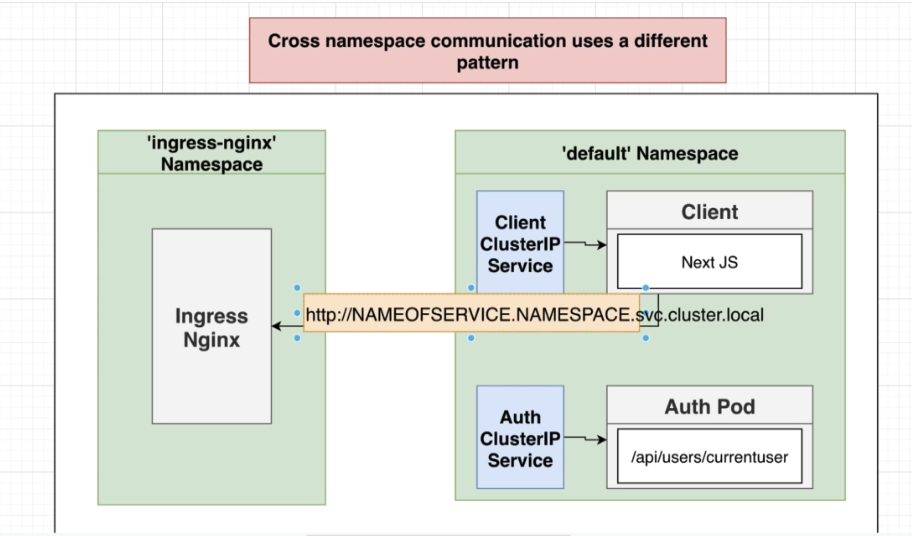 Cross namespace communication uses a different
pattern
'ingress-nginx'
Namespace
'default' Namespace
Client
ClusterIP
Service
Client
Next JS
Ingress
Nginx
http://NAMEOFSERVICE.NAMESPACE.svc.cluster.local
Auth
ClusterIP
Service
Auth Pod
/api/users/currentuser